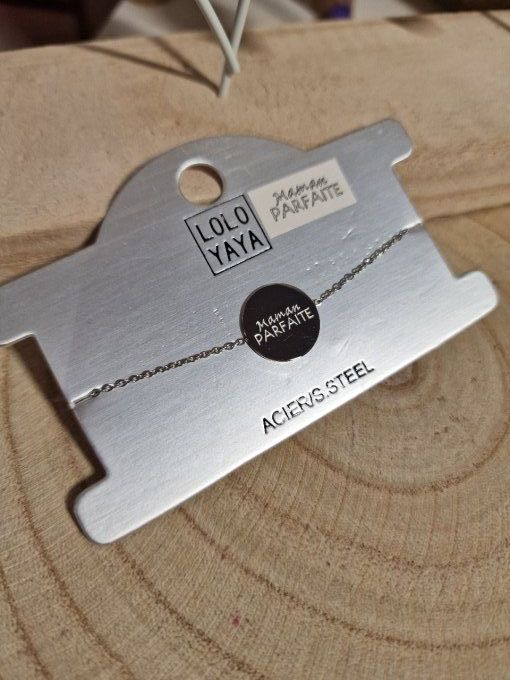 LOLO
YAYA
Maman
PARFAITE
Maman
PARFAITE
ACIER/S.STEEL